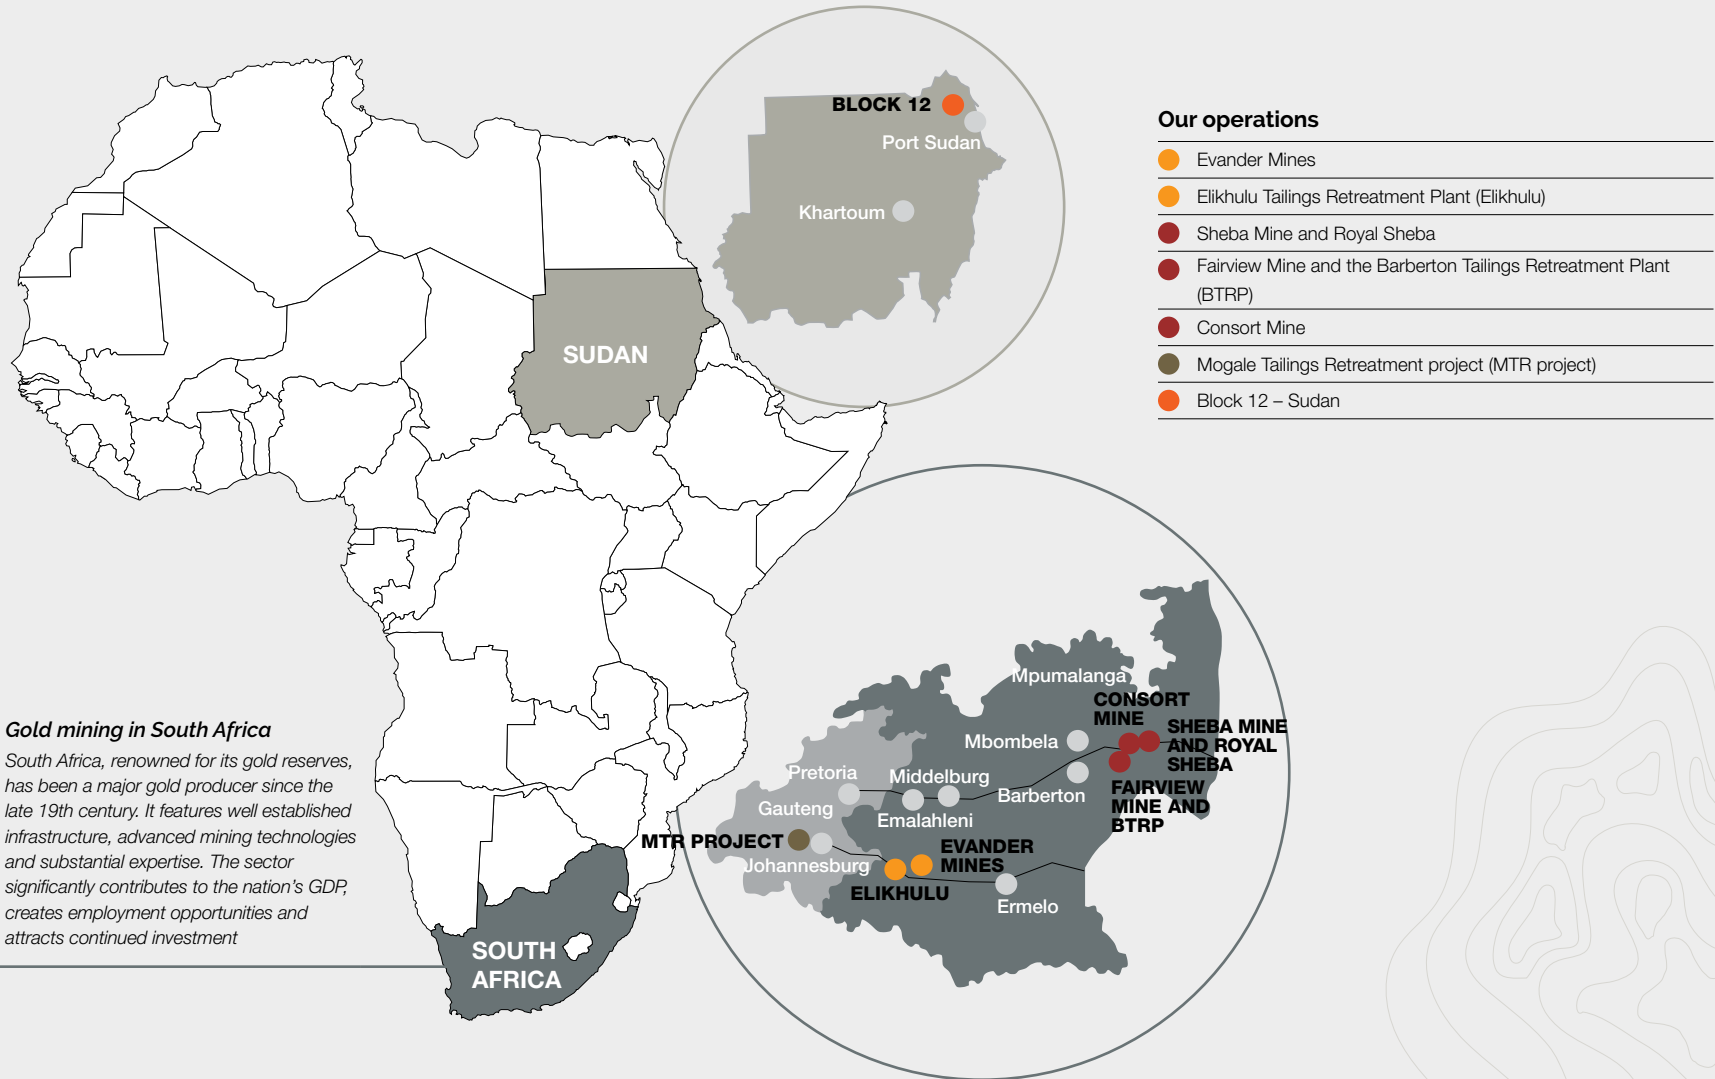 BLOCK 12
Port Sudan
Khartoum
SUDAN
Our operations
Evander Mines
Elikhulu Tailings Retreatment Plant (Elikhulu)
Sheba Mine and Royal Sheba
Fairview Mine and the Barberton Tailings Retreatment Plant
(BTRP)
Consort Mine
Mogale Tailings Retreatment project (MTR project)
Block 12 – Sudan
Gold mining in South Africa
South Africa, renowned for its gold reserves,
has been a major gold producer since the
late 19th century. It features well established
infrastructure, advanced mining technologies
and substantial expertise. The sector
significantly contributes to the nation's GDP,
creates employment opportunities and
attracts continued investment
SOUTH
AFRICA
Mpumalanga
CONSORT
MINE
SHEBA MINE
AND ROYAL
SHEBA
Mbombela
Pretoria
Middelburg
Barberton
FAIRVIEW
MINE AND
BTRP
Gauteng
Emalahleni
MTR PROJECT
Johannesburg
EVANDER
MINES
ELIKHULU
Ermelo